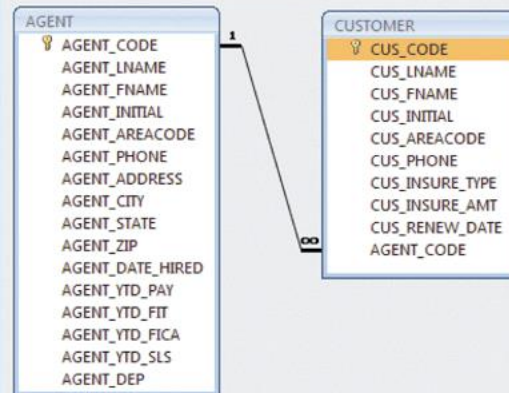 AGENT
AGENT_CODE
AGENT_LNAME
AGENT_FNAME
AGENT_INITIAL
AGENT_AREACODE
AGENT_PHONE
AGENT_ADDRESS
AGENT_CITY
AGENT_STATE
AGENT_ZIP
AGENT_DATE_HIRED
AGENT_YTD_PAY
AGENT_YTD_FIT
AGENT_YTD_FICA
AGENT_YTD_SLS
AGENT_DEP
1
∞
CUSTOMER
CUS_CODE
CUS_LNAME
CUS_FNAME
CUS_INITIAL
CUS_AREACODE
CUS_PHONE
CUS_INSURE_TYPE
CUS_INSURE_AMT
CUS_RENEW_DATE
AGENT_CODE